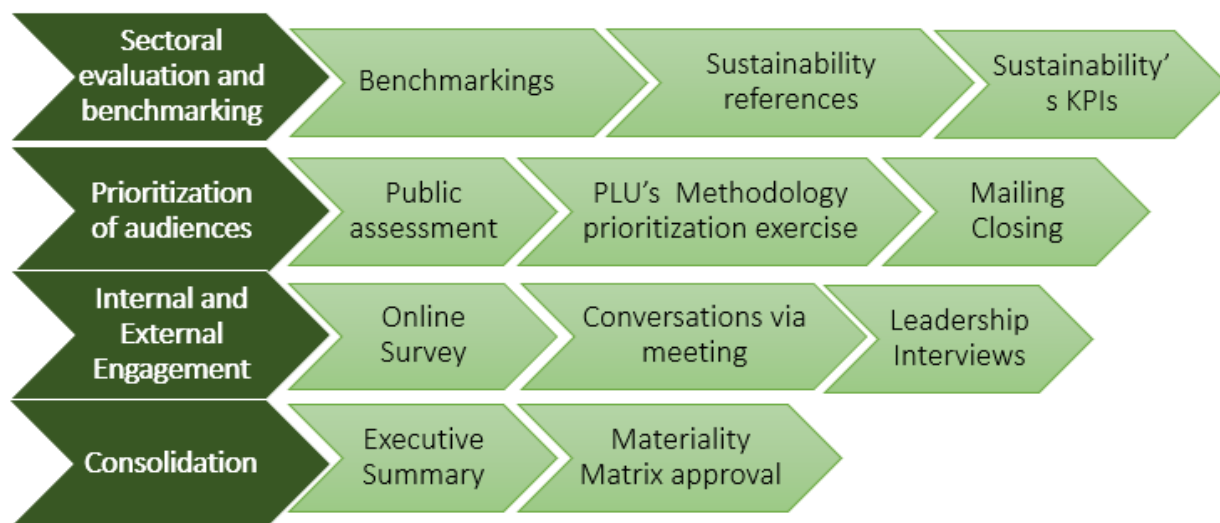 Sectoral
evaluation and
benchmarking
Benchmarkings
Sustainability
references
Sustainability’
s KPIs
Prioritization
of audiences
Public
assessment
PLU’s Methodology
prioritization exercise
Mailing
Closing
Internal and
External
Engagement
Online
Survey
Conversations via
meeting
Leadership
Interviews
Consolidation
Executive
Summary
Materiality
Matrix approval